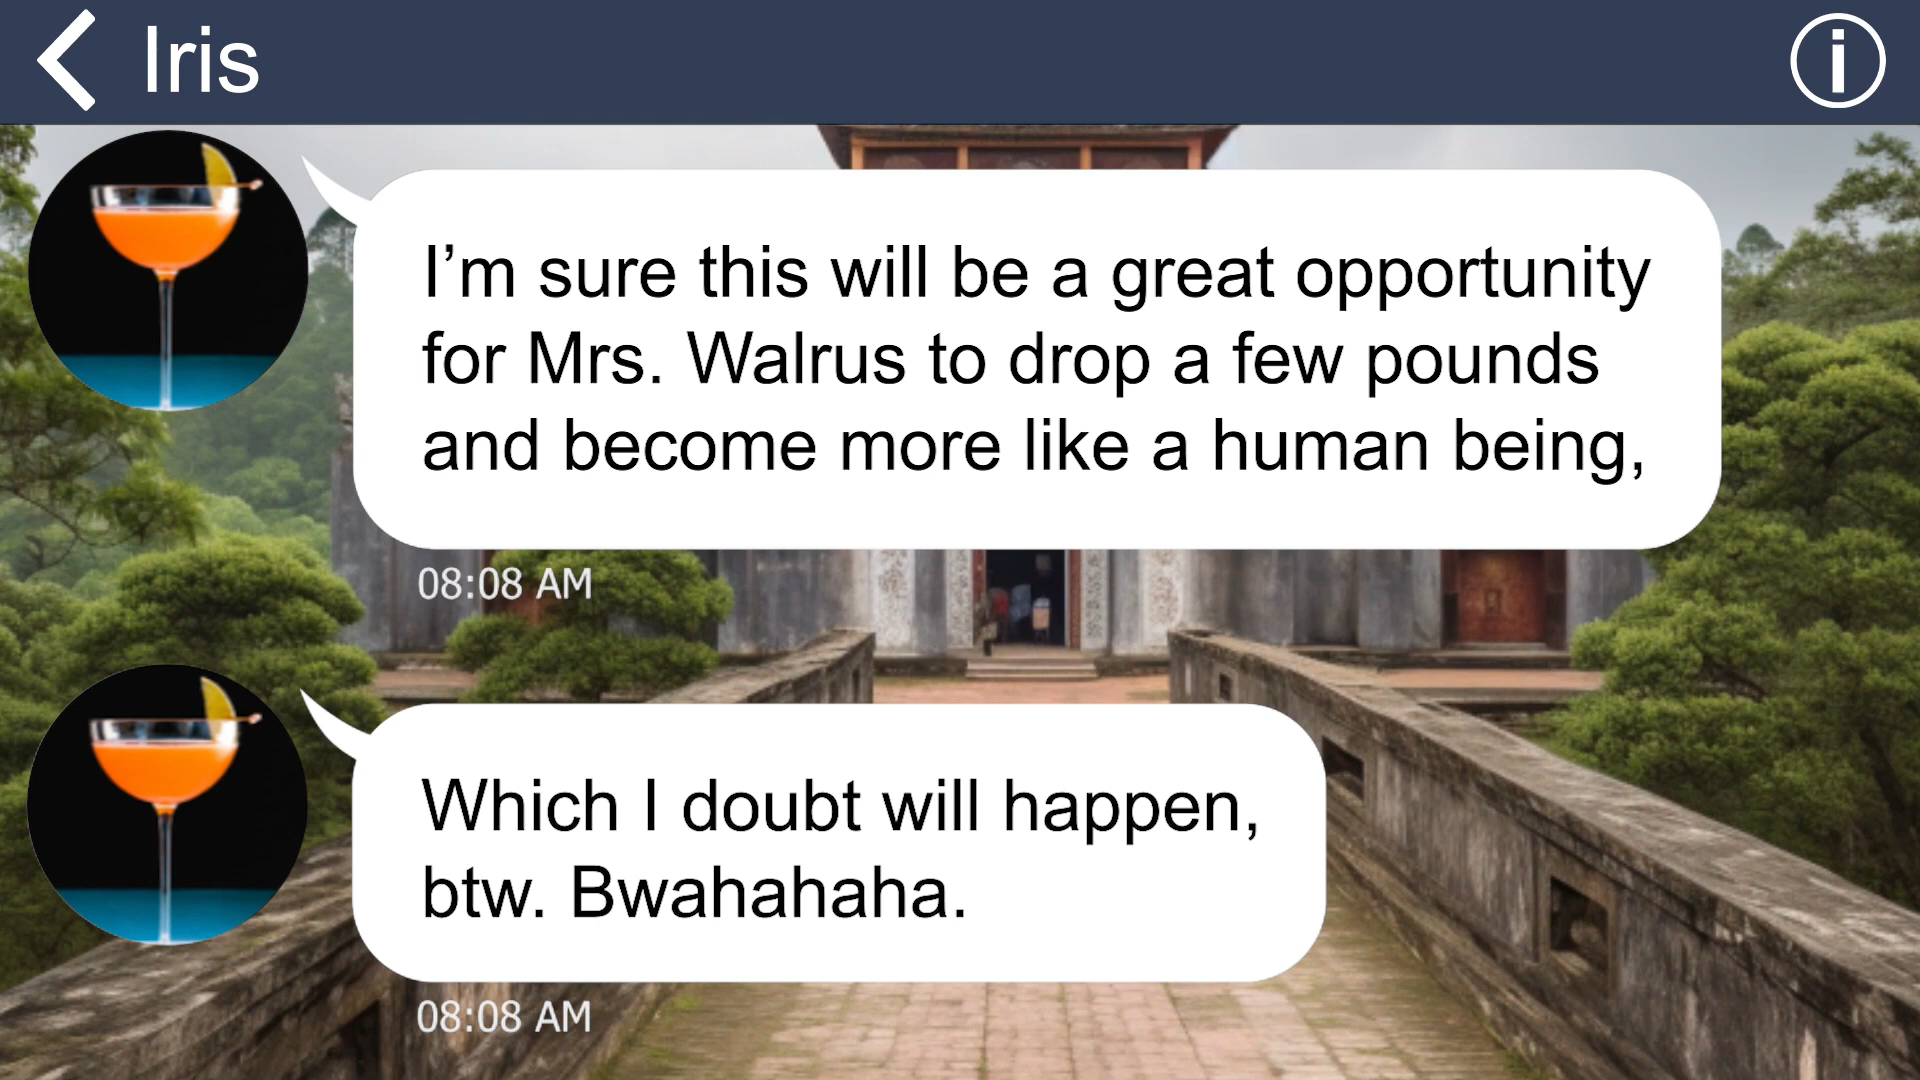 Iris
I’m sure this will be a great opportunity
for Mrs. Walrus to drop a few pounds
and become more like a human being,
08:08 AM
Which I doubt will happen,
btw. Bwahahaha.
08:08 AM